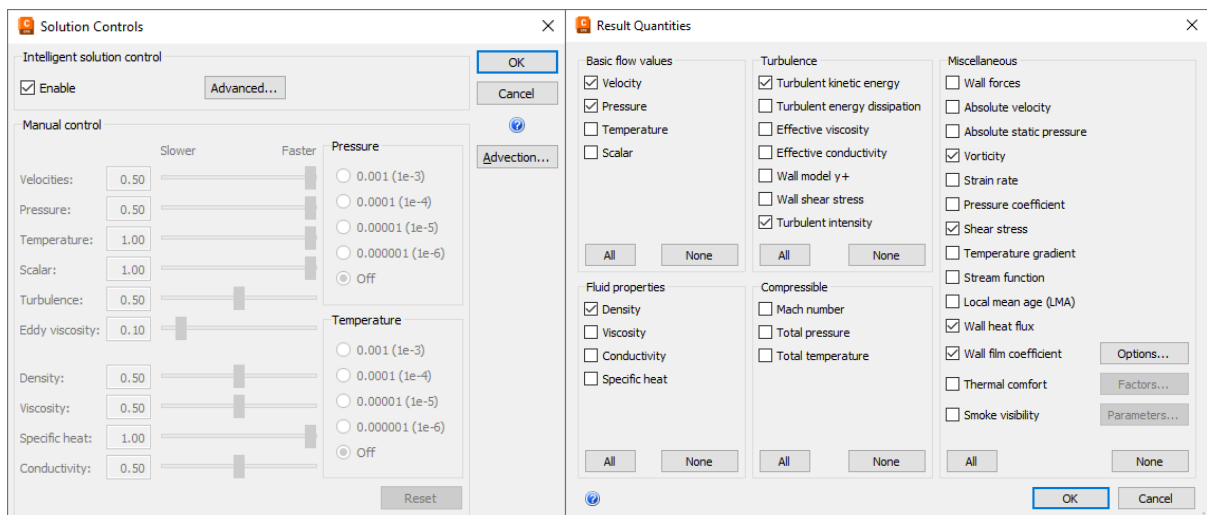 Solution Controls
Intelligent solution control
Enable
Advanced...
OK
Cancel
Advection...
Manual control
Slower Faster
Velocities: 0.50
Pressure: 0.50
Temperature: 1.00
Scalar: 1.00
Turbulence: 0.50
Eddy viscosity: 0.10
Density: 0.50
Viscosity: 0.50
Specific heat: 1.00
Conductivity: 0.50
Pressure
0.001 (1e-3)
0.0001 (1e-4)
0.00001 (1e-5)
0.000001 (1e-6)
Off
Temperature
0.001 (1e-3)
0.0001 (1e-4)
0.00001 (1e-5)
0.000001 (1e-6)
Off
Reset
Result Quantities
Basic flow values
Velocity
Pressure
Temperature
Scalar
All None
Turbulence
Turbulent kinetic energy
Turbulent energy dissipation
Effective viscosity
Effective conductivity
Wall model y+
Wall shear stress
Turbulent intensity
All None
Miscellaneous
Wall forces
Absolute velocity
Absolute static pressure
Vorticity
Strain rate
Pressure coefficient
Shear stress
Temperature gradient
Stream function
Local mean age (LMA)
Wall heat flux
Wall film coefficient Options...
Thermal comfort Factors...
Smoke visibility Parameters...
All None
Fluid properties
Density
Viscosity
Conductivity
Specific heat
All None
Compressible
Mach number
Total pressure
Total temperature
All None
OK Cancel